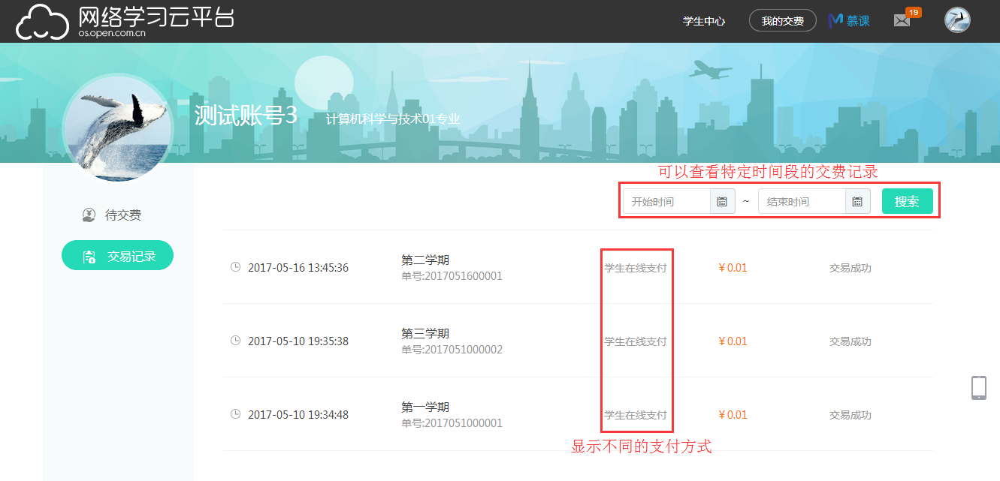 网络学习云平台
os.open.com.cn
学生中心
我的交费
慕课
19
测试账号3
计算机科学与技术01专业
可以查看特定时间段的交费记录
开始时间 ~ 结束时间 搜索
待交费
交易记录
2017-05-16 13:45:36 第二学期 学生在线支付 ¥ 0.01 交易成功
单号:2017051600001
2017-05-10 19:35:38 第三学期 学生在线支付 ¥ 0.01 交易成功
单号:2017051000002
2017-05-10 19:34:48 第一学期 学生在线支付 ¥ 0.01 交易成功
单号:2017051000001
显示不同的支付方式